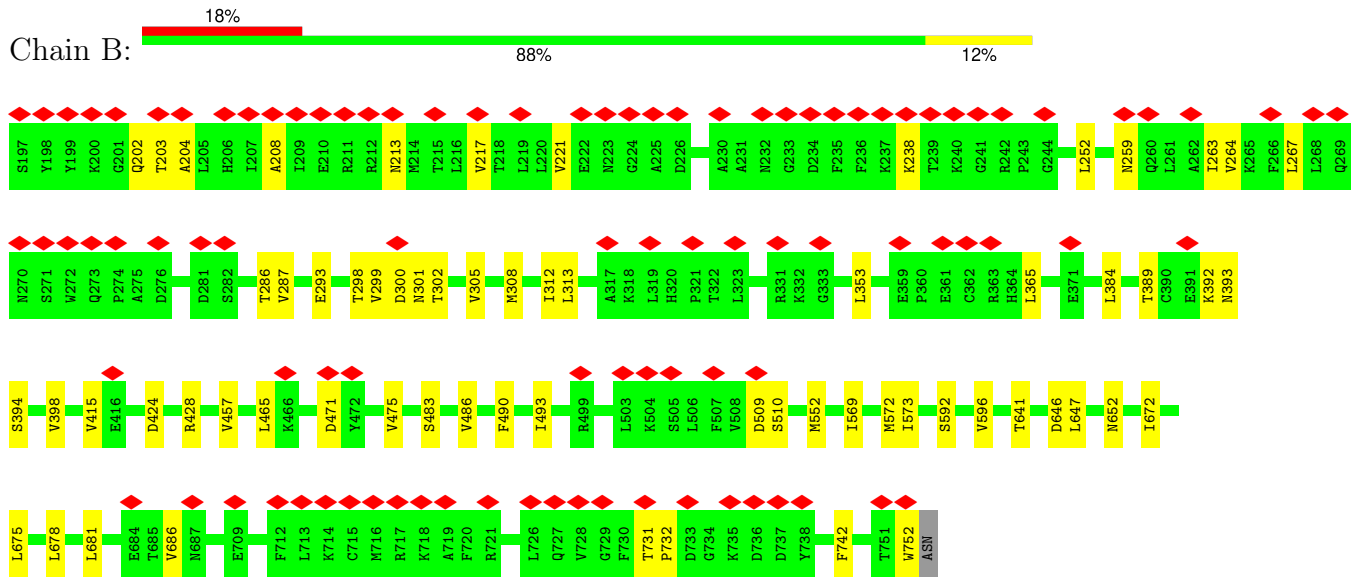 18%
Chain B:
88%
12%
S197 Y198 Y199 K200 G201 Q202 T203 A204 L205 H206 I207 A208 I209 E210 R211 R212 N213 M214 T215 L216 V217 T218 L219 L220 V221 E222 N223 G224 A225 D226 A230 A231 N232 G233 D234 F235 F236 K237 K238 T239 K240 G241 R242 P243 G244 L252 N259 Q260 L261 A262 I263 V264 K265 F266 L267 L268 Q269
N270 S271 W272 Q273 P274 A275 D276 D281 S282 T286 V287 E293 T298 V299 D300 N301 T302 V305 M308 I312 L313 A317 K318 L319 H320 P321 T322 L323 R331 K332 G333 L353 E359 P360 E361 C362 R363 H364 L365 E371 L384 T389 C390 E391 K392 N393
S394 V398 V415 E416 D424 R428 V457 L465 K466 D471 Y472 V475 S483 V486 F490 I493 R499 L503 K504 S505 L506 F507 V508 D509 S510 M552 I569 M572 I573 S592 V596 T641 D646 L647 N652 I672
L675 L678 L681 E684 T685 V686 N687 E709 F712 L713 K714 C715 M716 R717 K718 A719 F720 R721 L726 Q727 V728 G729 F730 T731 P732 D733 G734 K735 D736 D737 Y738 F742 T751 W752 ASN